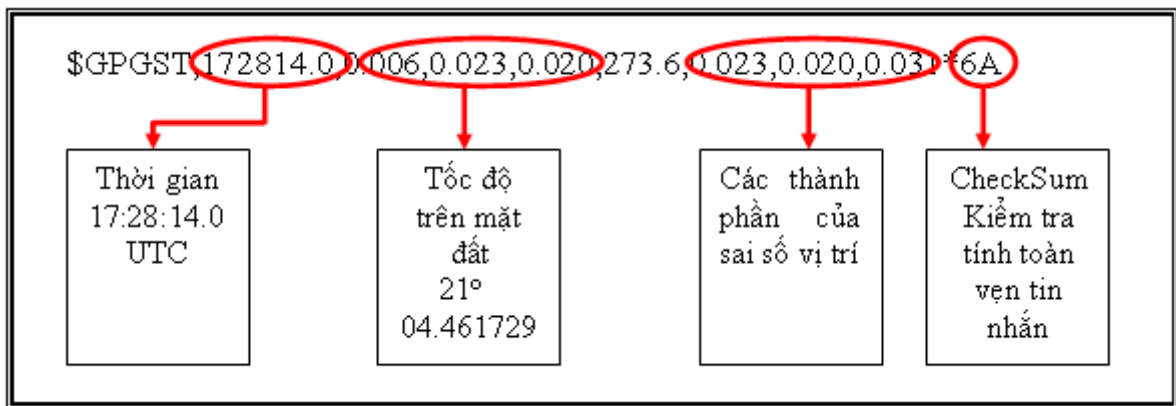 $GPGST,172814.0,0.006,0.023,0.020,273.6,0.023,0.020,0.031*6A
Thời gian
17:28:14.0
UTC
Tốc độ
trên mặt
đất
21º
04.461729
Các thành
phần của
sai số vị trí
CheckSum
Kiểm tra
tính toàn
vẹn tin
nhắn